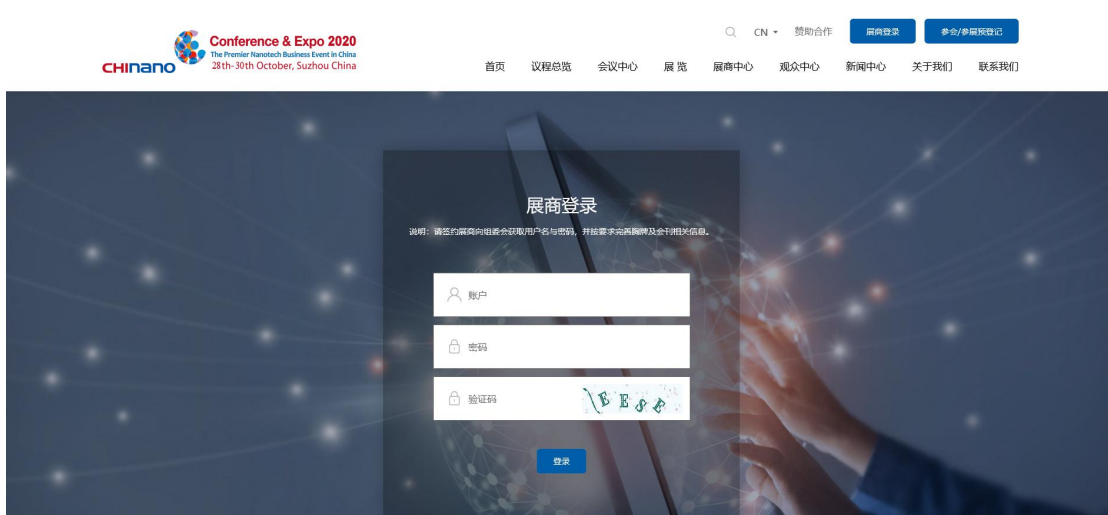 CHInano
Conference & Expo 2020
The Premier Nanotech Business Event in China
28th-30th October, Suzhou China
CN 赞助合作 展商登录 参会/参展预登记
首页 议程总览 会议中心 展 览 展商中心 观众中心 新闻中心 关于我们 联系我们
展商登录
说明：请签约展商向组委会获取用户名与密码，并按要求完善胸牌及会刊相关信息。
账户
密码
验证码 EESE
登录